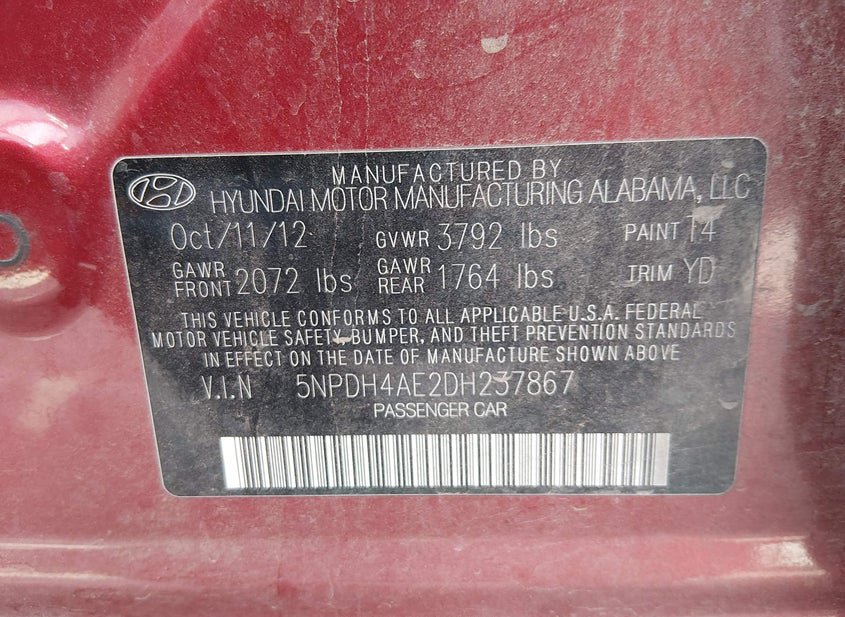 MANUFACTURED BY
HYUNDAI MOTOR MANUFACTURING ALABAMA, LLC
Oct/11/12 GVWR 3792 lbs PAINT T4
GAWR FRONT 2072 lbs GAWR REAR 1764 lbs TRIM YD
THIS VEHICLE CONFORMS TO ALL APPLICABLE U.S.A. FEDERAL
MOTOR VEHICLE SAFETY, BUMPER, AND THEFT PREVENTION STANDARDS
IN EFFECT ON THE DATE OF MANUFACTURE SHOWN ABOVE
V.I.N 5NPDH4AE2DH237867
PASSENGER CAR